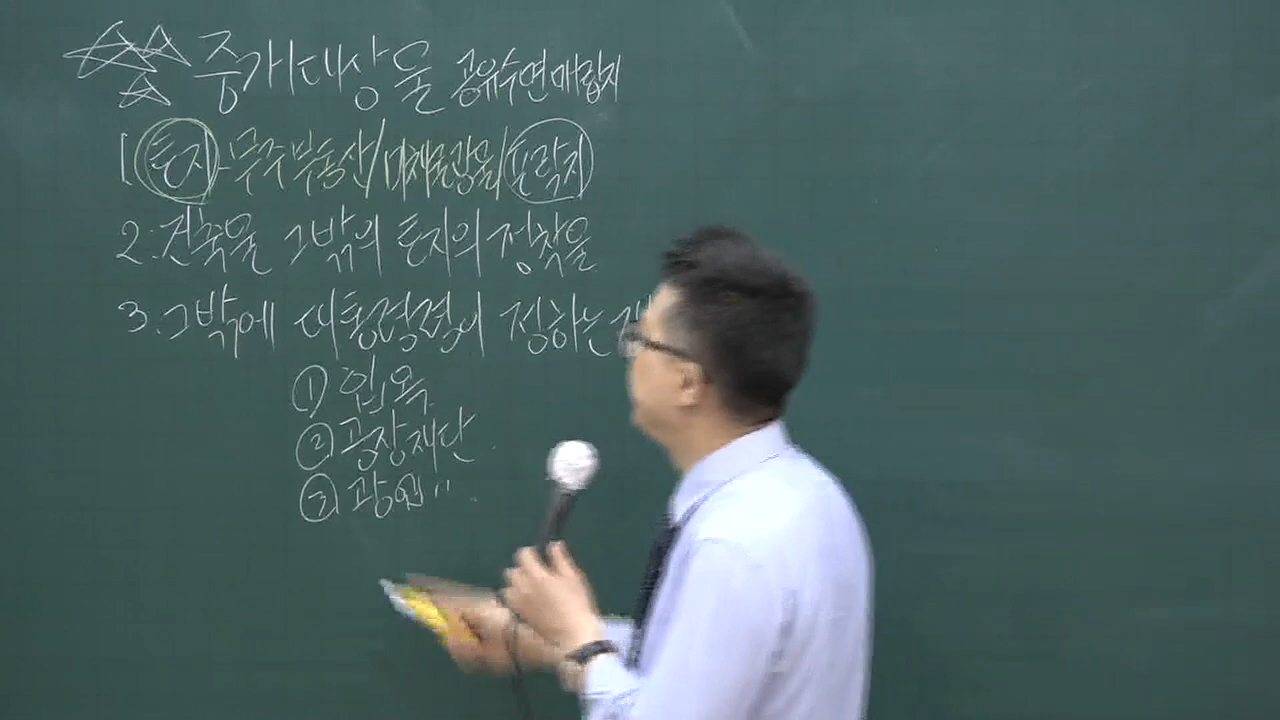 중개대상물 공유수면매립지
1. 토지-무주부동산/미채굴광물/포락지
2. 건축물 그밖의 토지의 정착물
3. 그밖에 대통령령이 정하는
① 입목
② 공장재단
③ 광업 〃